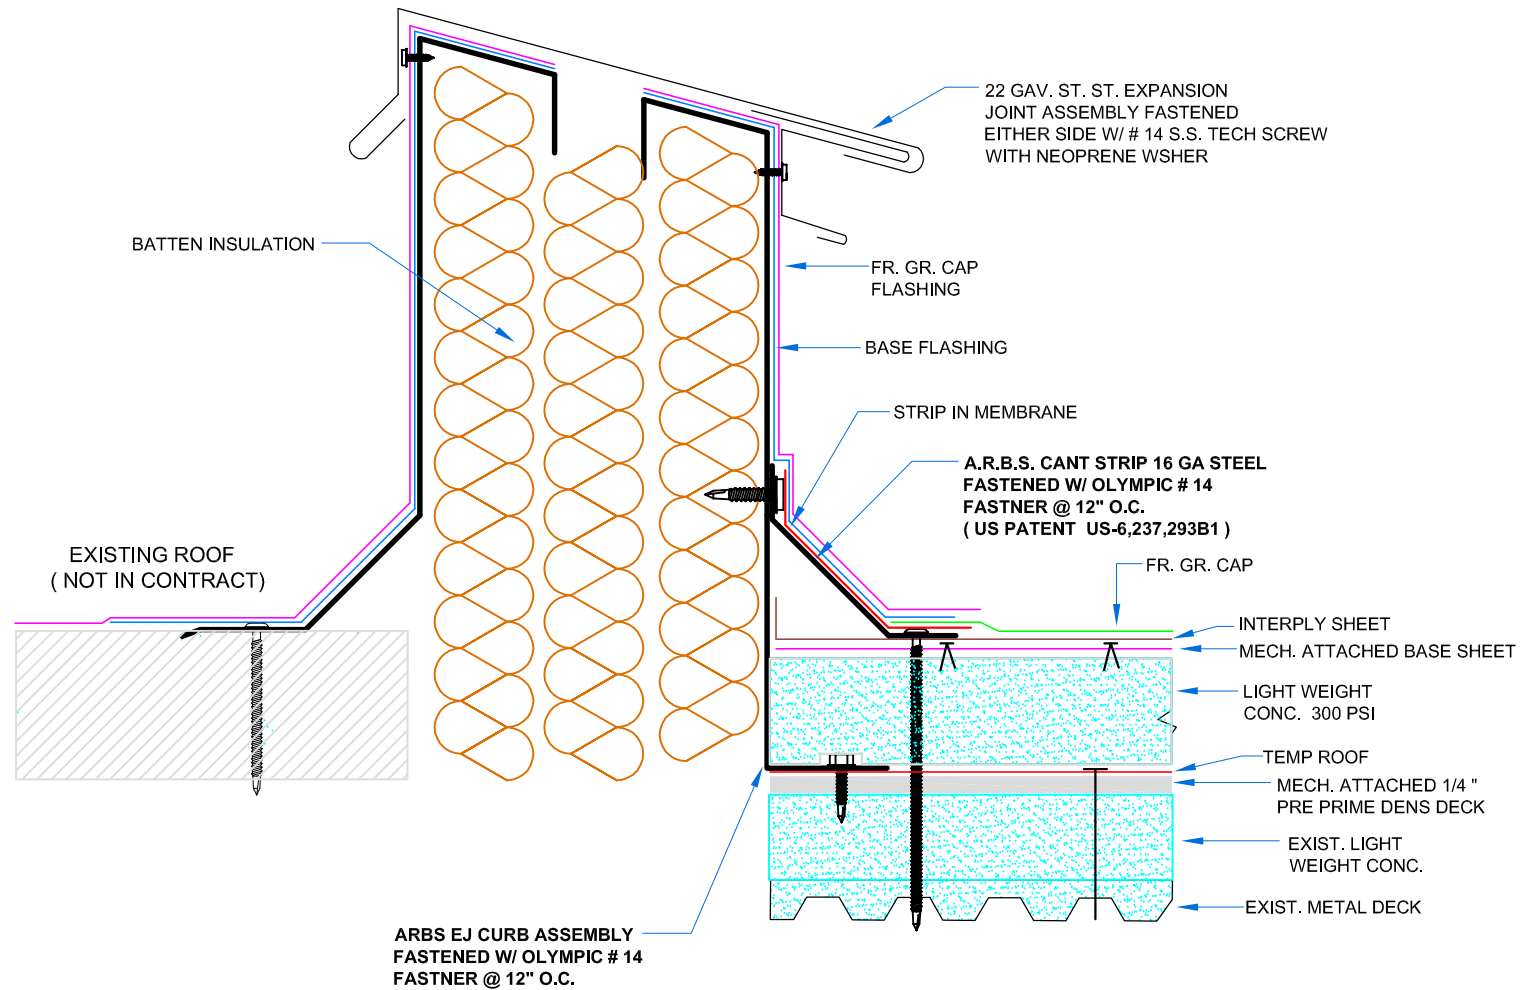 22 GAV. ST. ST. EXPANSION
JOINT ASSEMBLY FASTENED
EITHER SIDE W/ # 14 S.S. TECH SCREW
WITH NEOPRENE WSHER
BATTEN INSULATION
FR. GR. CAP
FLASHING
BASE FLASHING
STRIP IN MEMBRANE
A.R.B.S. CANT STRIP 16 GA STEEL
FASTENED W/ OLYMPIC # 14
FASTNER @ 12" O.C.
( US PATENT US-6,237,293B1 )
EXISTING ROOF
( NOT IN CONTRACT)
FR. GR. CAP
INTERPLY SHEET
MECH. ATTACHED BASE SHEET
LIGHT WEIGHT
CONC. 300 PSI
TEMP ROOF
MECH. ATTACHED 1/4 "
PRE PRIME DENS DECK
EXIST. LIGHT
WEIGHT CONC.
EXIST. METAL DECK
ARBS EJ CURB ASSEMBLY
FASTENED W/ OLYMPIC # 14
FASTNER @ 12" O.C.